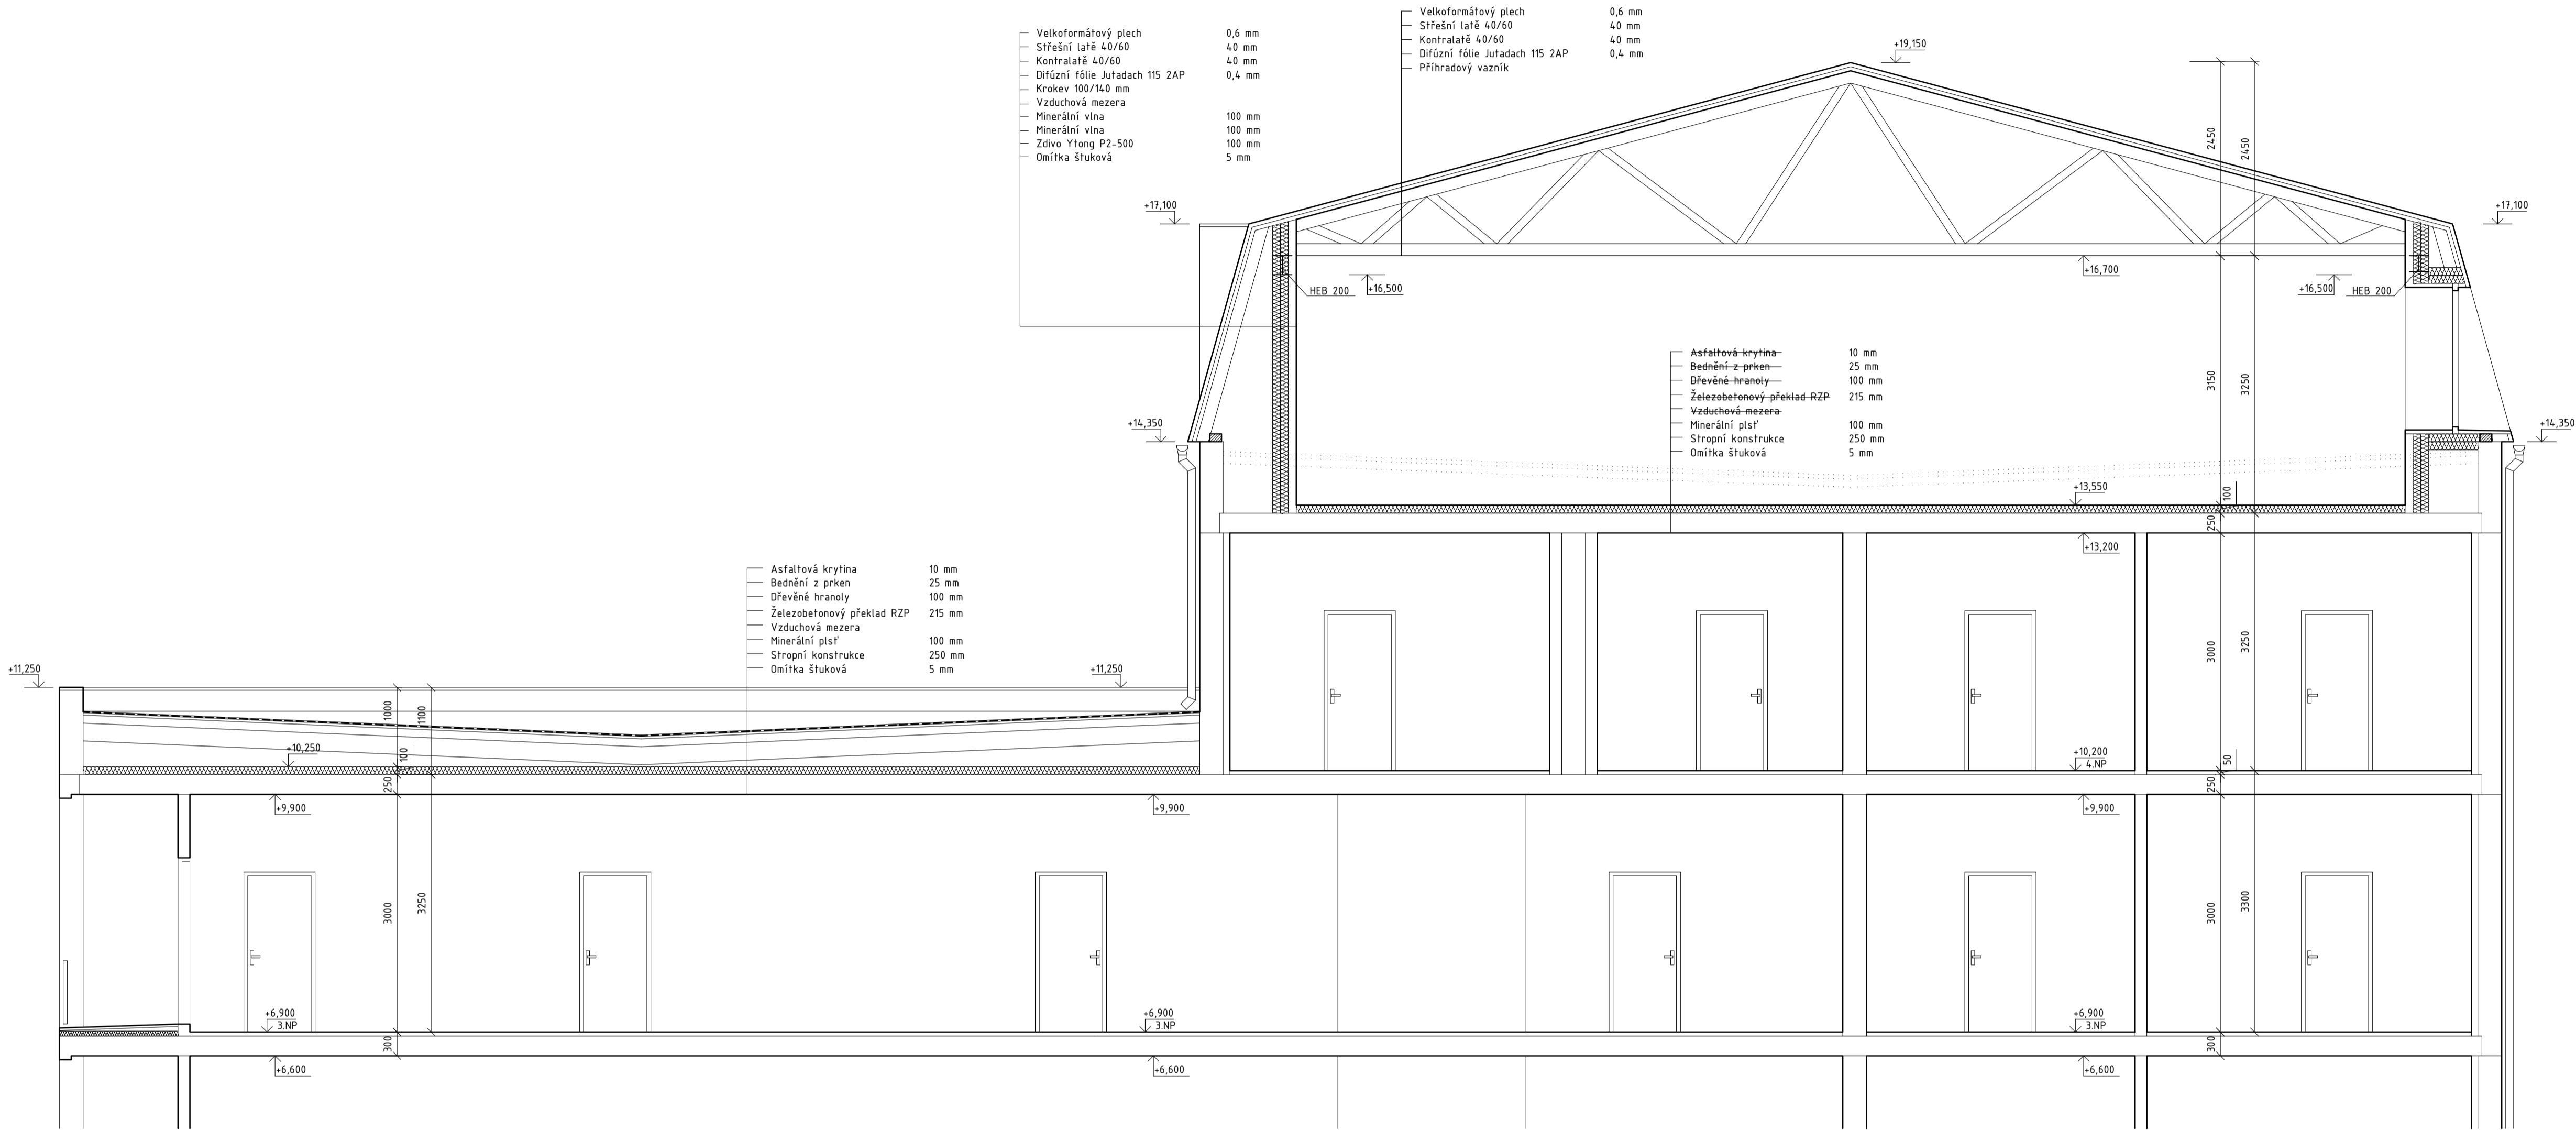 Velkoformátový plech 0,6 mm
Střešní latě 40/60 40 mm
Kontralatě 40/60 40 mm
Difúzní fólie Jutadach 115 2AP 0,4 mm
Příhradový vazník
Velkoformátový plech 0,6 mm
Střešní latě 40/60 40 mm
Kontralatě 40/60 40 mm
Difúzní fólie Jutadach 115 2AP 0,4 mm
Krokev 100/140 mm
Vzduchová mezera
Minerální vlna 100 mm
Minerální vlna 100 mm
Zdivo Ytong P2-500 100 mm
Omítka štuková 5 mm
+19,150
2450
2450
+17,100
+17,100
+16,700
HEB 200
+16,500
+16,500
HEB 200
Asfaltová krytina 10 mm
Bednění z prken 25 mm
Dřevěné hranoly 100 mm
Železobetonový překlad RZP 215 mm
Vzduchová mezera
Minerální plsť 100 mm
Stropní konstrukce 250 mm
Omítka štuková 5 mm
3150
3250
+14,350
+14,350
+13,550
100
250
+13,200
Asfaltová krytina 10 mm
Bednění z prken 25 mm
Dřevěné hranoly 100 mm
Železobetonový překlad RZP 215 mm
Vzduchová mezera
Minerální plsť 100 mm
Stropní konstrukce 250 mm
Omítka štuková 5 mm
3000
3250
+11,250
+11,250
1000
1100
+10,250
100
250
+10,200
4.NP
50
250
+9,900
+9,900
+9,900
3000
3250
3000
3300
+6,900
3.NP
+6,900
3.NP
+6,900
3.NP
300
300
+6,600
+6,600
+6,600